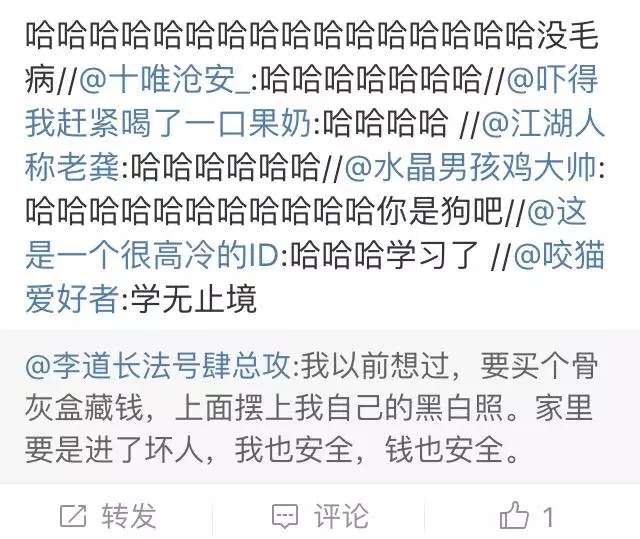 哈哈哈哈哈哈哈哈哈哈哈哈哈哈哈哈没毛
病//@十唯沧安_:哈哈哈哈哈哈哈//@吓得
我赶紧喝了一口果奶:哈哈哈哈 //@江湖人
称老龚:哈哈哈哈哈哈//@水晶男孩鸡大帅:
哈哈哈哈哈哈哈哈哈哈哈你是狗吧//@这
是一个很高冷的ID:哈哈哈学习了 //@咬猫
爱好者:学无止境
@李道长法号肆总攻:我以前想过，要买个骨
灰盒藏钱，上面摆上我自己的黑白照。家里
要是进了坏人，我也安全，钱也安全。
转发 评论 1